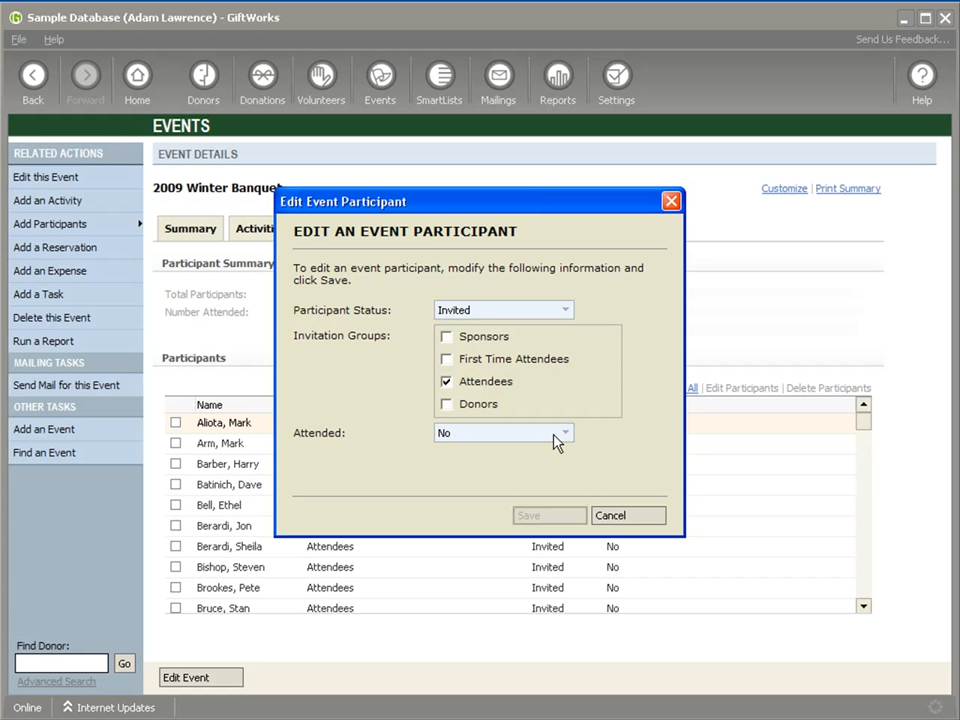 Sample Database (Adam Lawrence) - GiftWorks
File Help Send Us Feedback...
Back Forward Home Donors Donations Volunteers Events SmartLists Mailings Reports Settings Help
EVENTS
RELATED ACTIONS
Edit this Event
Add an Activity
Add Participants
Add a Reservation
Add an Expense
Add a Task
Delete this Event
Run a Report
MAILING TASKS
Send Mail for this Event
OTHER TASKS
Add an Event
Find an Event
Find Donor:
Go
Advanced Search
EVENT DETAILS
2009 Winter Banquet
Customize | Print Summary
Summary
Participant Summary
Total Participants:
Number Attended:
Participants
All | Edit Participants | Delete Participants
Name
Aliota, Mark
Arm, Mark
Barber, Harry
Batinich, Dave
Bell, Ethel
Berardi, Jon
Berardi, Sheila Attendees Invited No
Bishop, Steven Attendees Invited No
Brookes, Pete Attendees Invited No
Bruce, Stan Attendees Invited No
Edit Event
Edit Event Participant
EDIT AN EVENT PARTICIPANT
To edit an event participant, modify the following information and
click Save.
Participant Status: Invited
Invitation Groups: Sponsors
First Time Attendees
Attendees
Donors
Attended: No
Save Cancel
Online Internet Updates